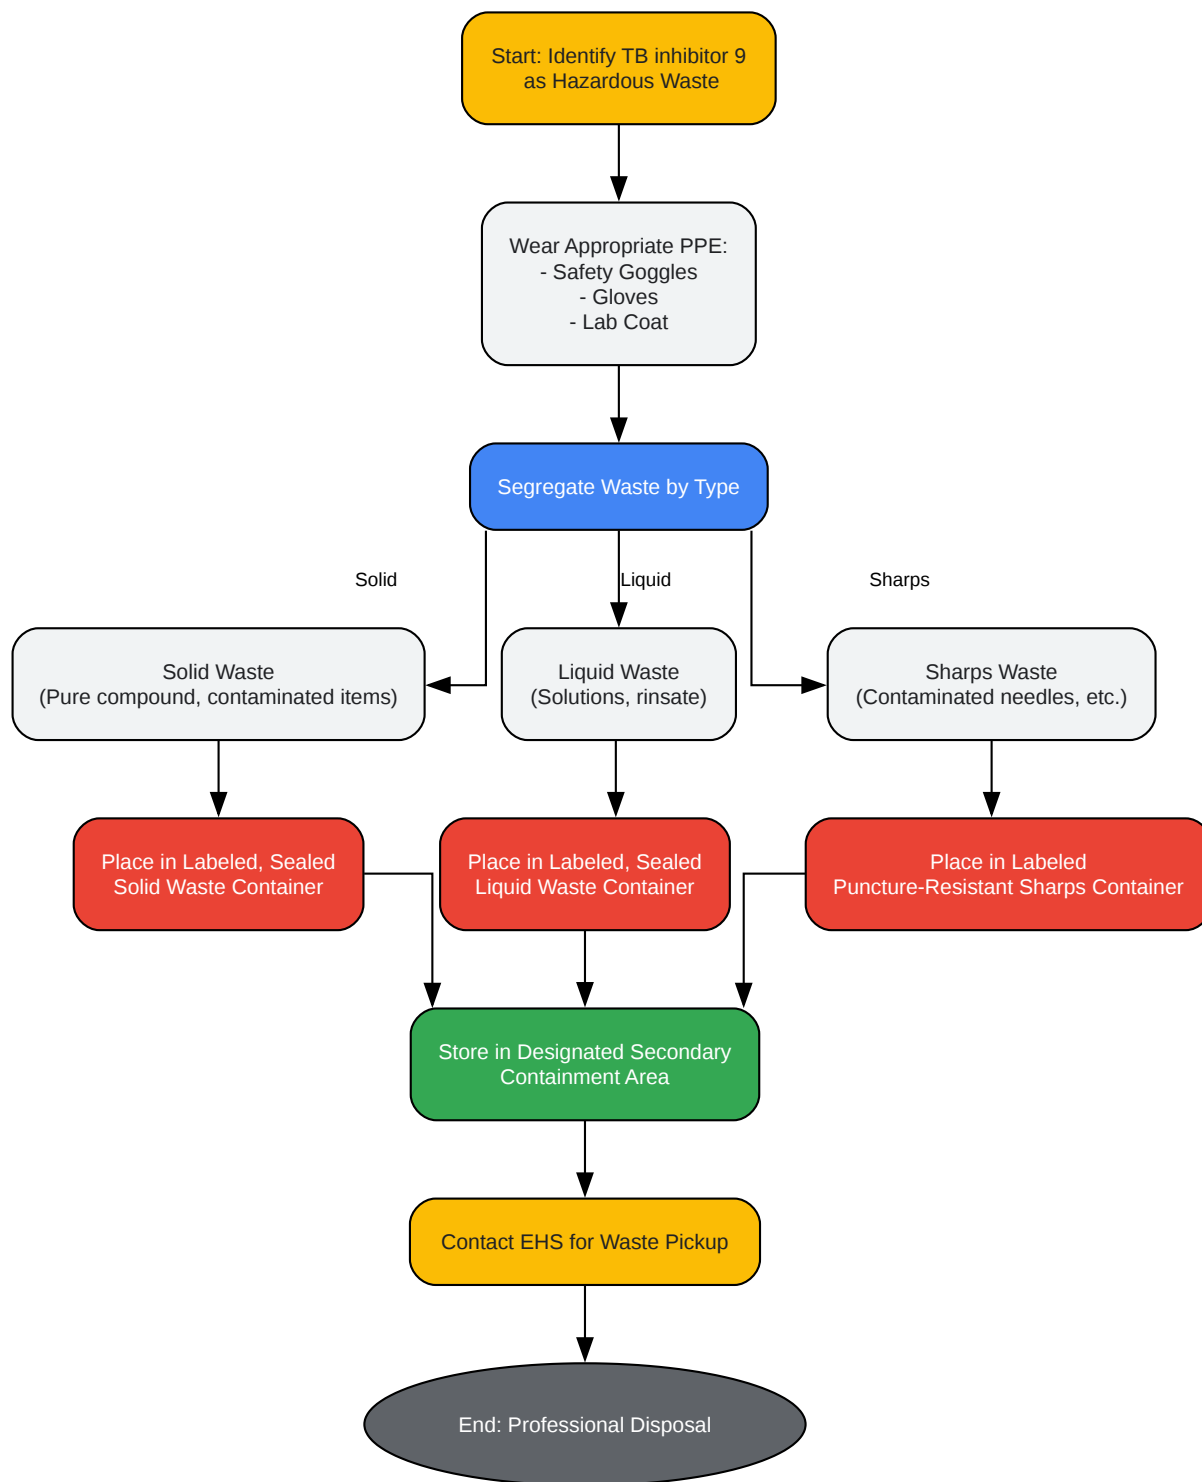 Start: Identify TB inhibitor 9
as Hazardous Waste
Wear Appropriate PPE:
- Safety Goggles
- Gloves
- Lab Coat
Segregate Waste by Type
Solid
Liquid
Sharps
Solid Waste
(Pure compound, contaminated items)
Liquid Waste
(Solutions, rinsate)
Sharps Waste
(Contaminated needles, etc.)
Place in Labeled, Sealed
Solid Waste Container
Place in Labeled, Sealed
Liquid Waste Container
Place in Labeled
Puncture-Resistant Sharps Container
Store in Designated Secondary
Containment Area
Contact EHS for Waste Pickup
End: Professional Disposal